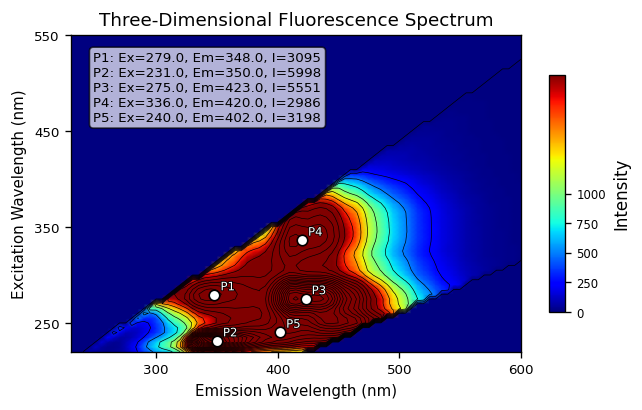 Three-Dimensional Fluorescence Spectrum
P1: Ex=279.0, Em=348.0, I=3095
P2: Ex=231.0, Em=350.0, I=5998
P3: Ex=275.0, Em=423.0, I=5551
P4: Ex=336.0, Em=420.0, I=2986
P5: Ex=240.0, Em=402.0, I=3198
Excitation Wavelength (nm)
550
450
350
250
P4
P1
P3
P5
P2
300
400
500
600
Emission Wavelength (nm)
1000
750
500
250
0
Intensity